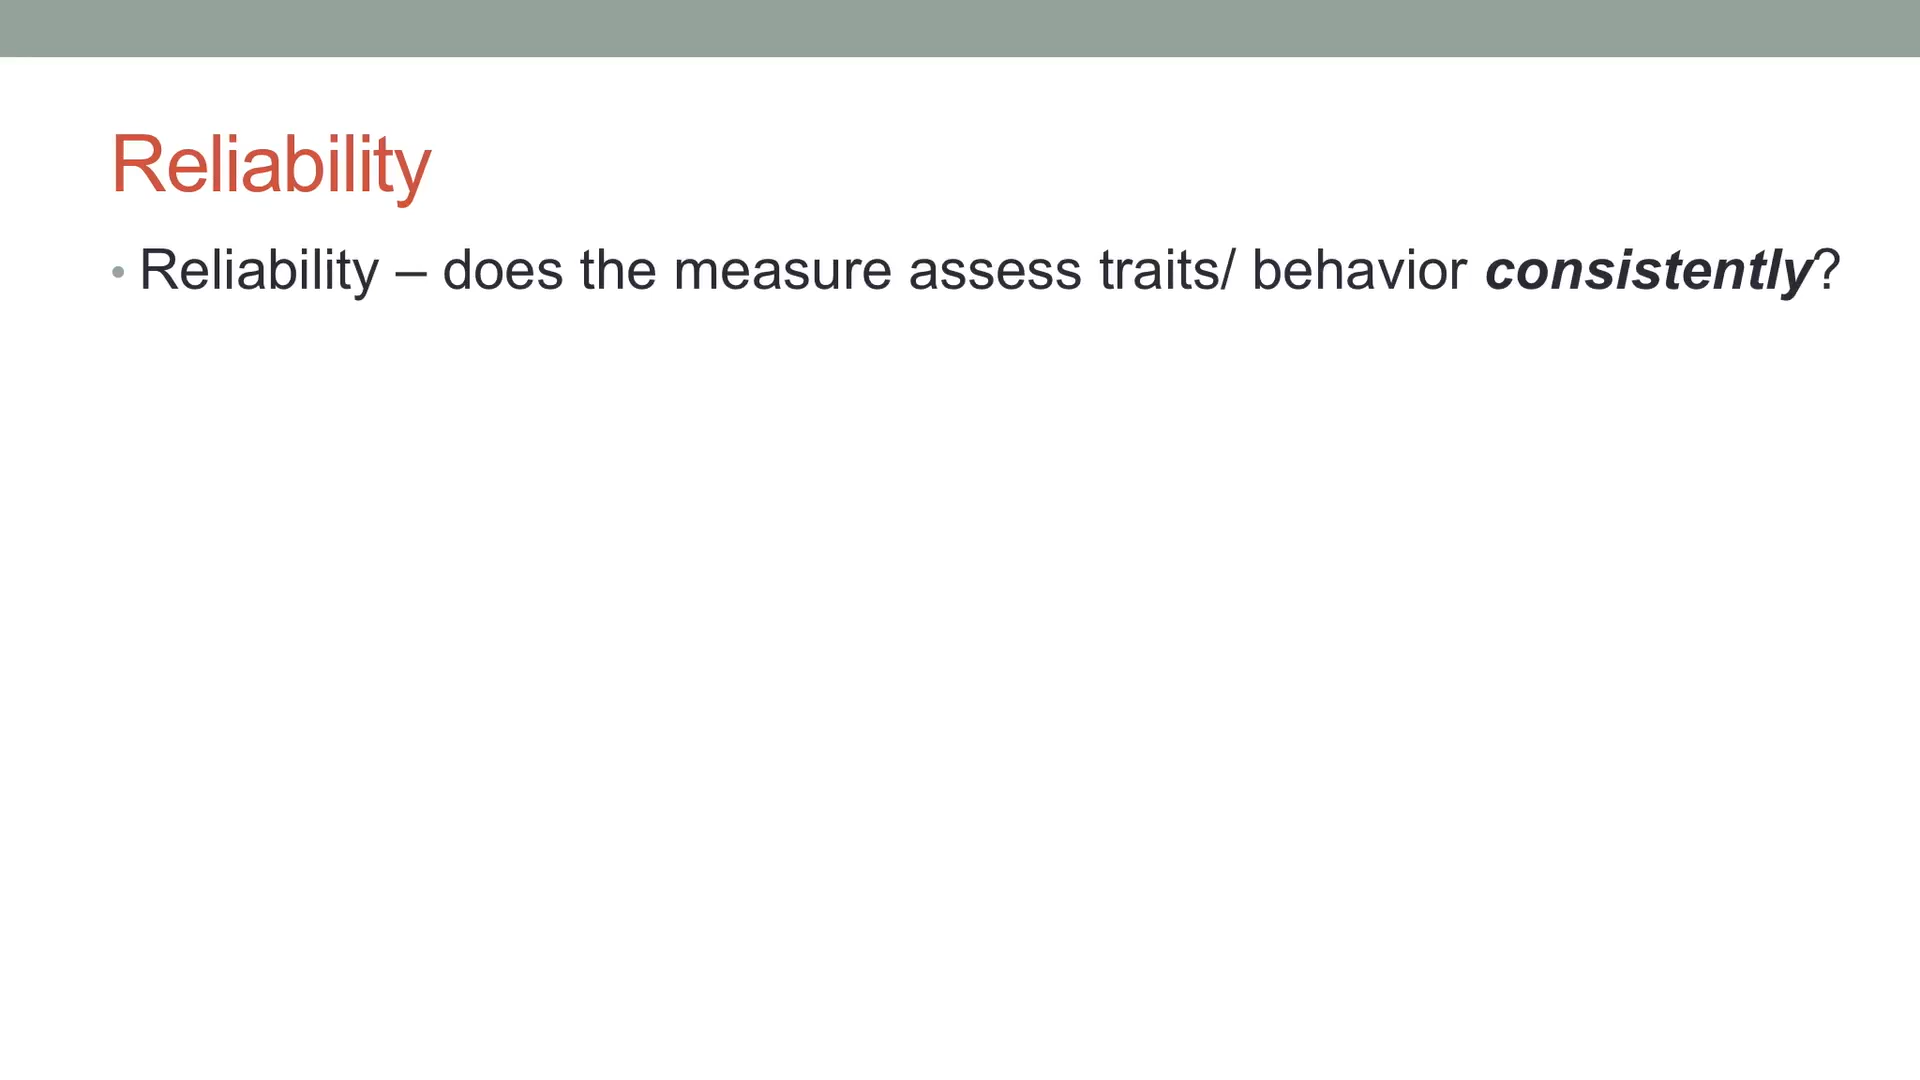 Reliability
• Reliability – does the measure assess traits/ behavior consistently?